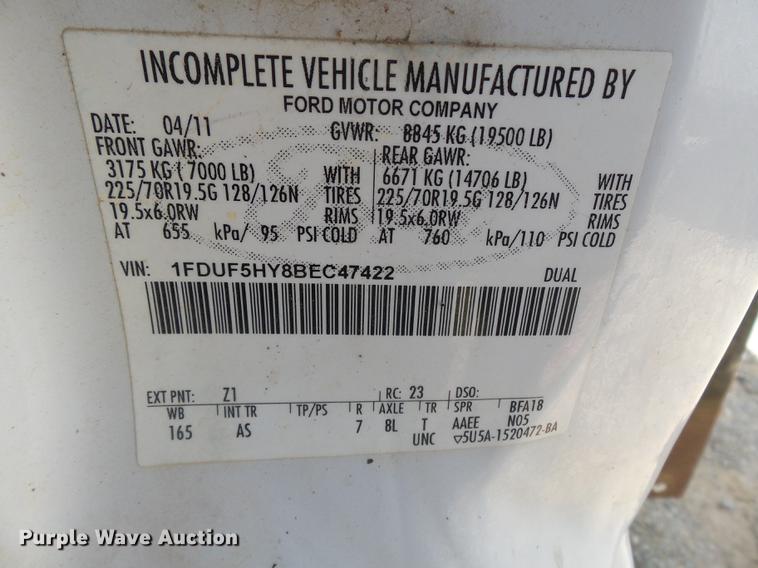 INCOMPLETE VEHICLE MANUFACTURED BY
FORD MOTOR COMPANY
DATE: 04/11 GVWR: 8845 KG (19500 LB)
FRONT GAWR: REAR GAWR:
3175 KG (7000 LB) WITH 6671 KG (14706 LB) WITH
225/70R19.5G 128/126N TIRES 225/70R19.5G 128/126N TIRES
19.5x6.0RW RIMS 19.5x6.0RW RIMS
AT 655 kPa/ 95 PSI COLD AT 760 kPa/110 PSI COLD
VIN: 1FDUF5HY8BEC47422 DUAL
EXT PNT: Z1 RC: 23 DSO:
WB INT TR TP/PS R AXLE TR SPR BFA18
165 AS 7 8L T AAEE N05
UNC ▽5U5A-1520472-BA
Purple Wave Auction